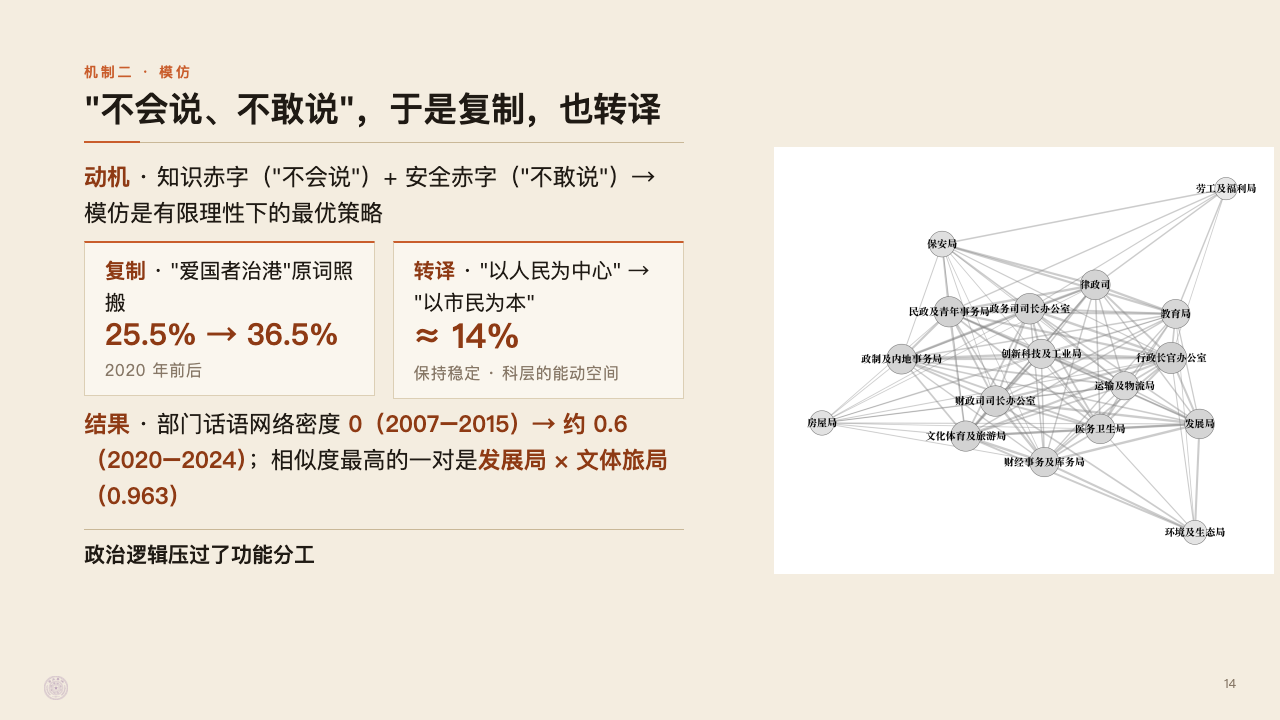 机制二 · 模仿
"不会说、不敢说"，于是复制，也转译
动机 · 知识赤字（"不会说"）+ 安全赤字（"不敢说"）→
模仿是有限理性下的最优策略
复制 · "爱国者治港"原词照
搬
25.5% → 36.5%
2020 年前后
转译 · "以人民为中心" →
"以市民为本"
≈ 14%
保持稳定 · 科层的能动空间
结果 · 部门话语网络密度 0（2007—2015）→ 约 0.6
（2020—2024）；相似度最高的一对是发展局 × 文体旅局
（0.963）
政治逻辑压过了功能分工
劳工及福利局
保安局
律政司
民政及青年事务局
政务司司长办公室
教育局
政制及内地事务局
创新科技及工业局
行政长官办公室
运输及物流局
财政司司长办公室
房屋局
文化体育及旅游局
医务卫生局
发展局
财经事务及库务局
环境及生态局
14